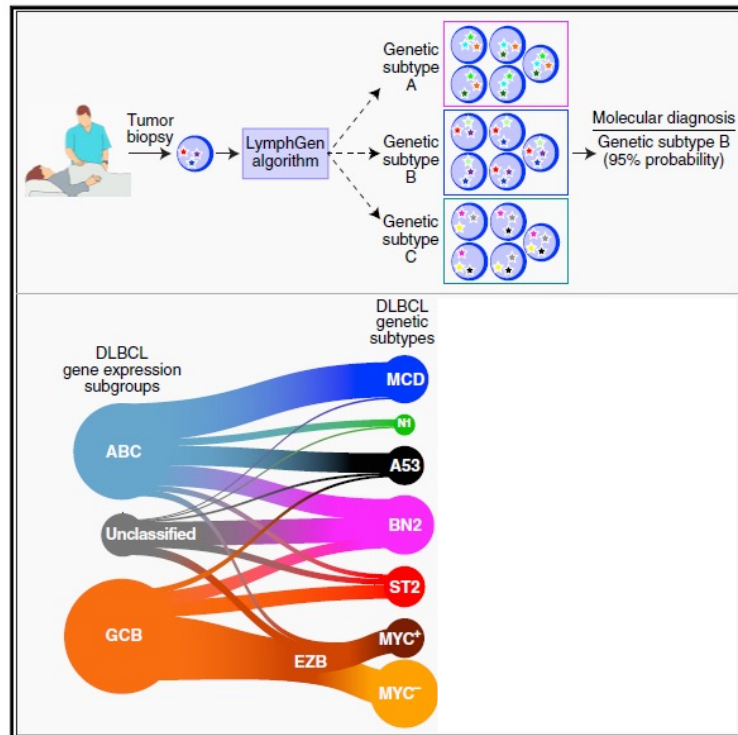 Tumor
biopsy
LymphGen
algorithm
Genetic
subtype
A
Genetic
subtype
B
Genetic
subtype
C
Molecular diagnosis
Genetic subtype B
(95% probability)
DLBCL
gene expression
subgroups
DLBCL
genetic
subtypes
ABC
Unclassified
GCB
EZB
MCD
N1
A53
BN2
ST2
MYC⁺
MYC⁻